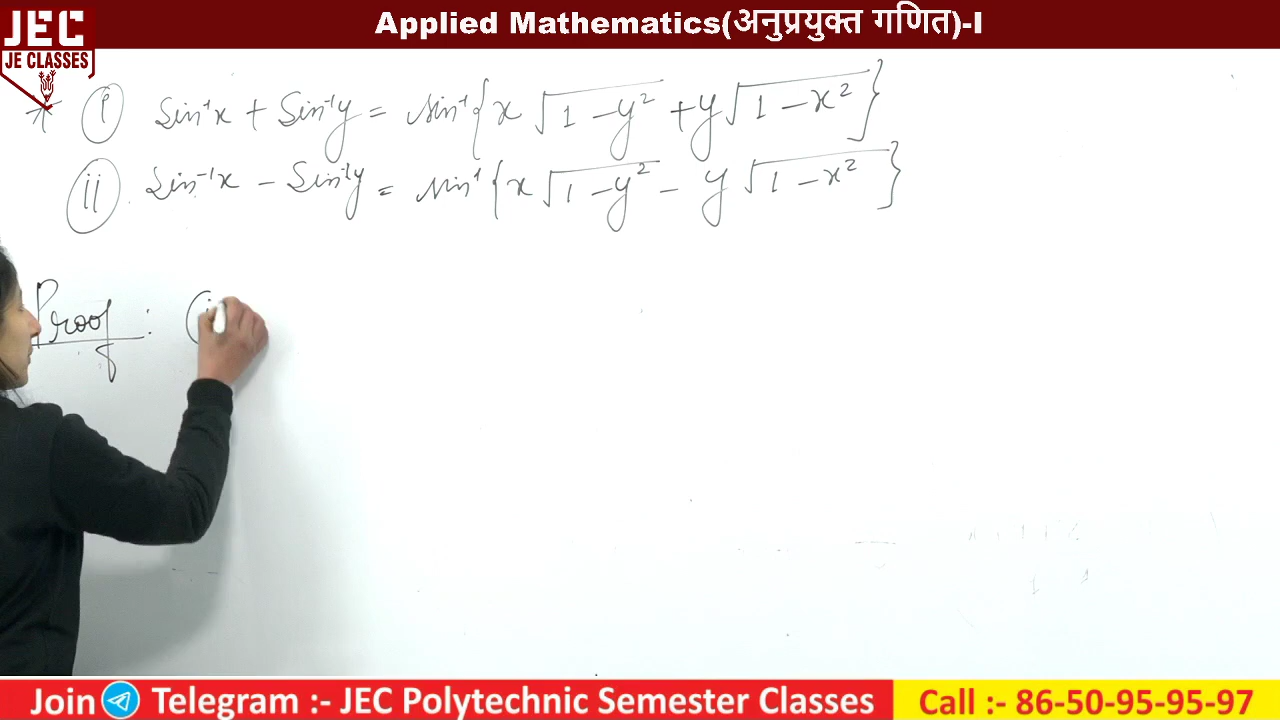 Applied Mathematics(अनुप्रयुक्त गणित)-I
JEC
JE CLASSES
* (i) Sin⁻¹x + Sin⁻¹y = sin⁻¹{x √1-y² + y√1-x²}
(ii) Sin⁻¹x - Sin⁻¹y = sin⁻¹{x √1-y² - y √1-x²}
Proof : (i
Join Telegram :- JEC Polytechnic Semester Classes
Call :- 86-50-95-95-97